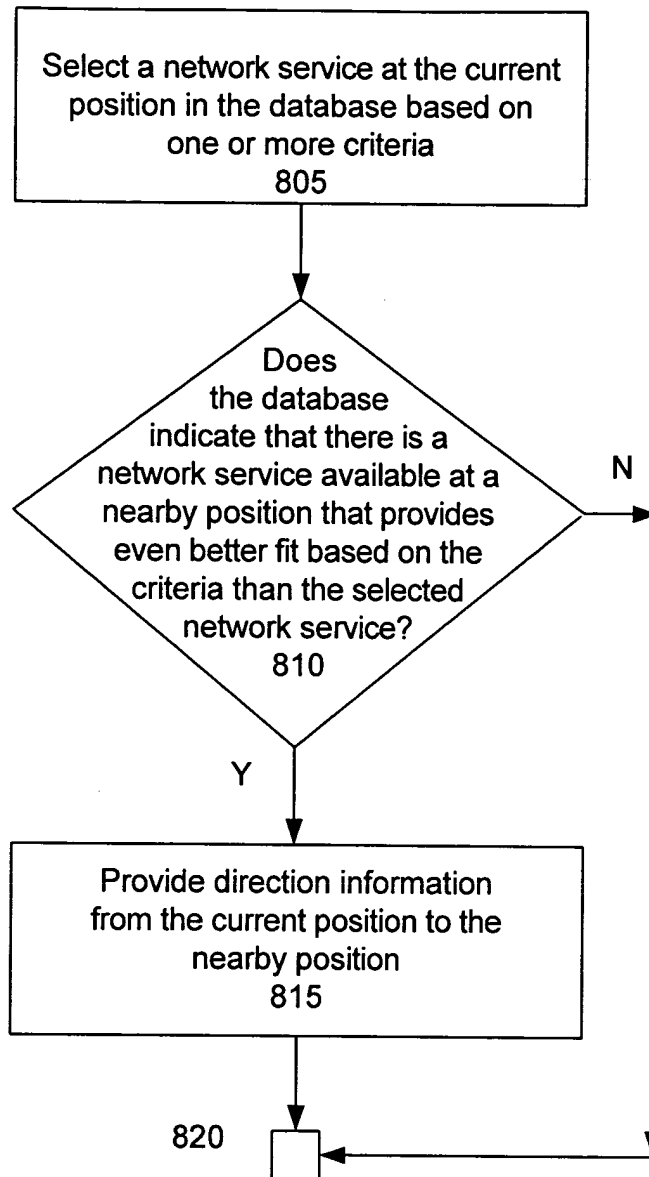 Select a network service at the current
position in the database based on
one or more criteria
805
Does
the database
indicate that there is a
network service available at a
nearby position that provides
even better fit based on the
criteria than the selected
network service?
810
N
Y
Provide direction information
from the current position to the
nearby position
815
820